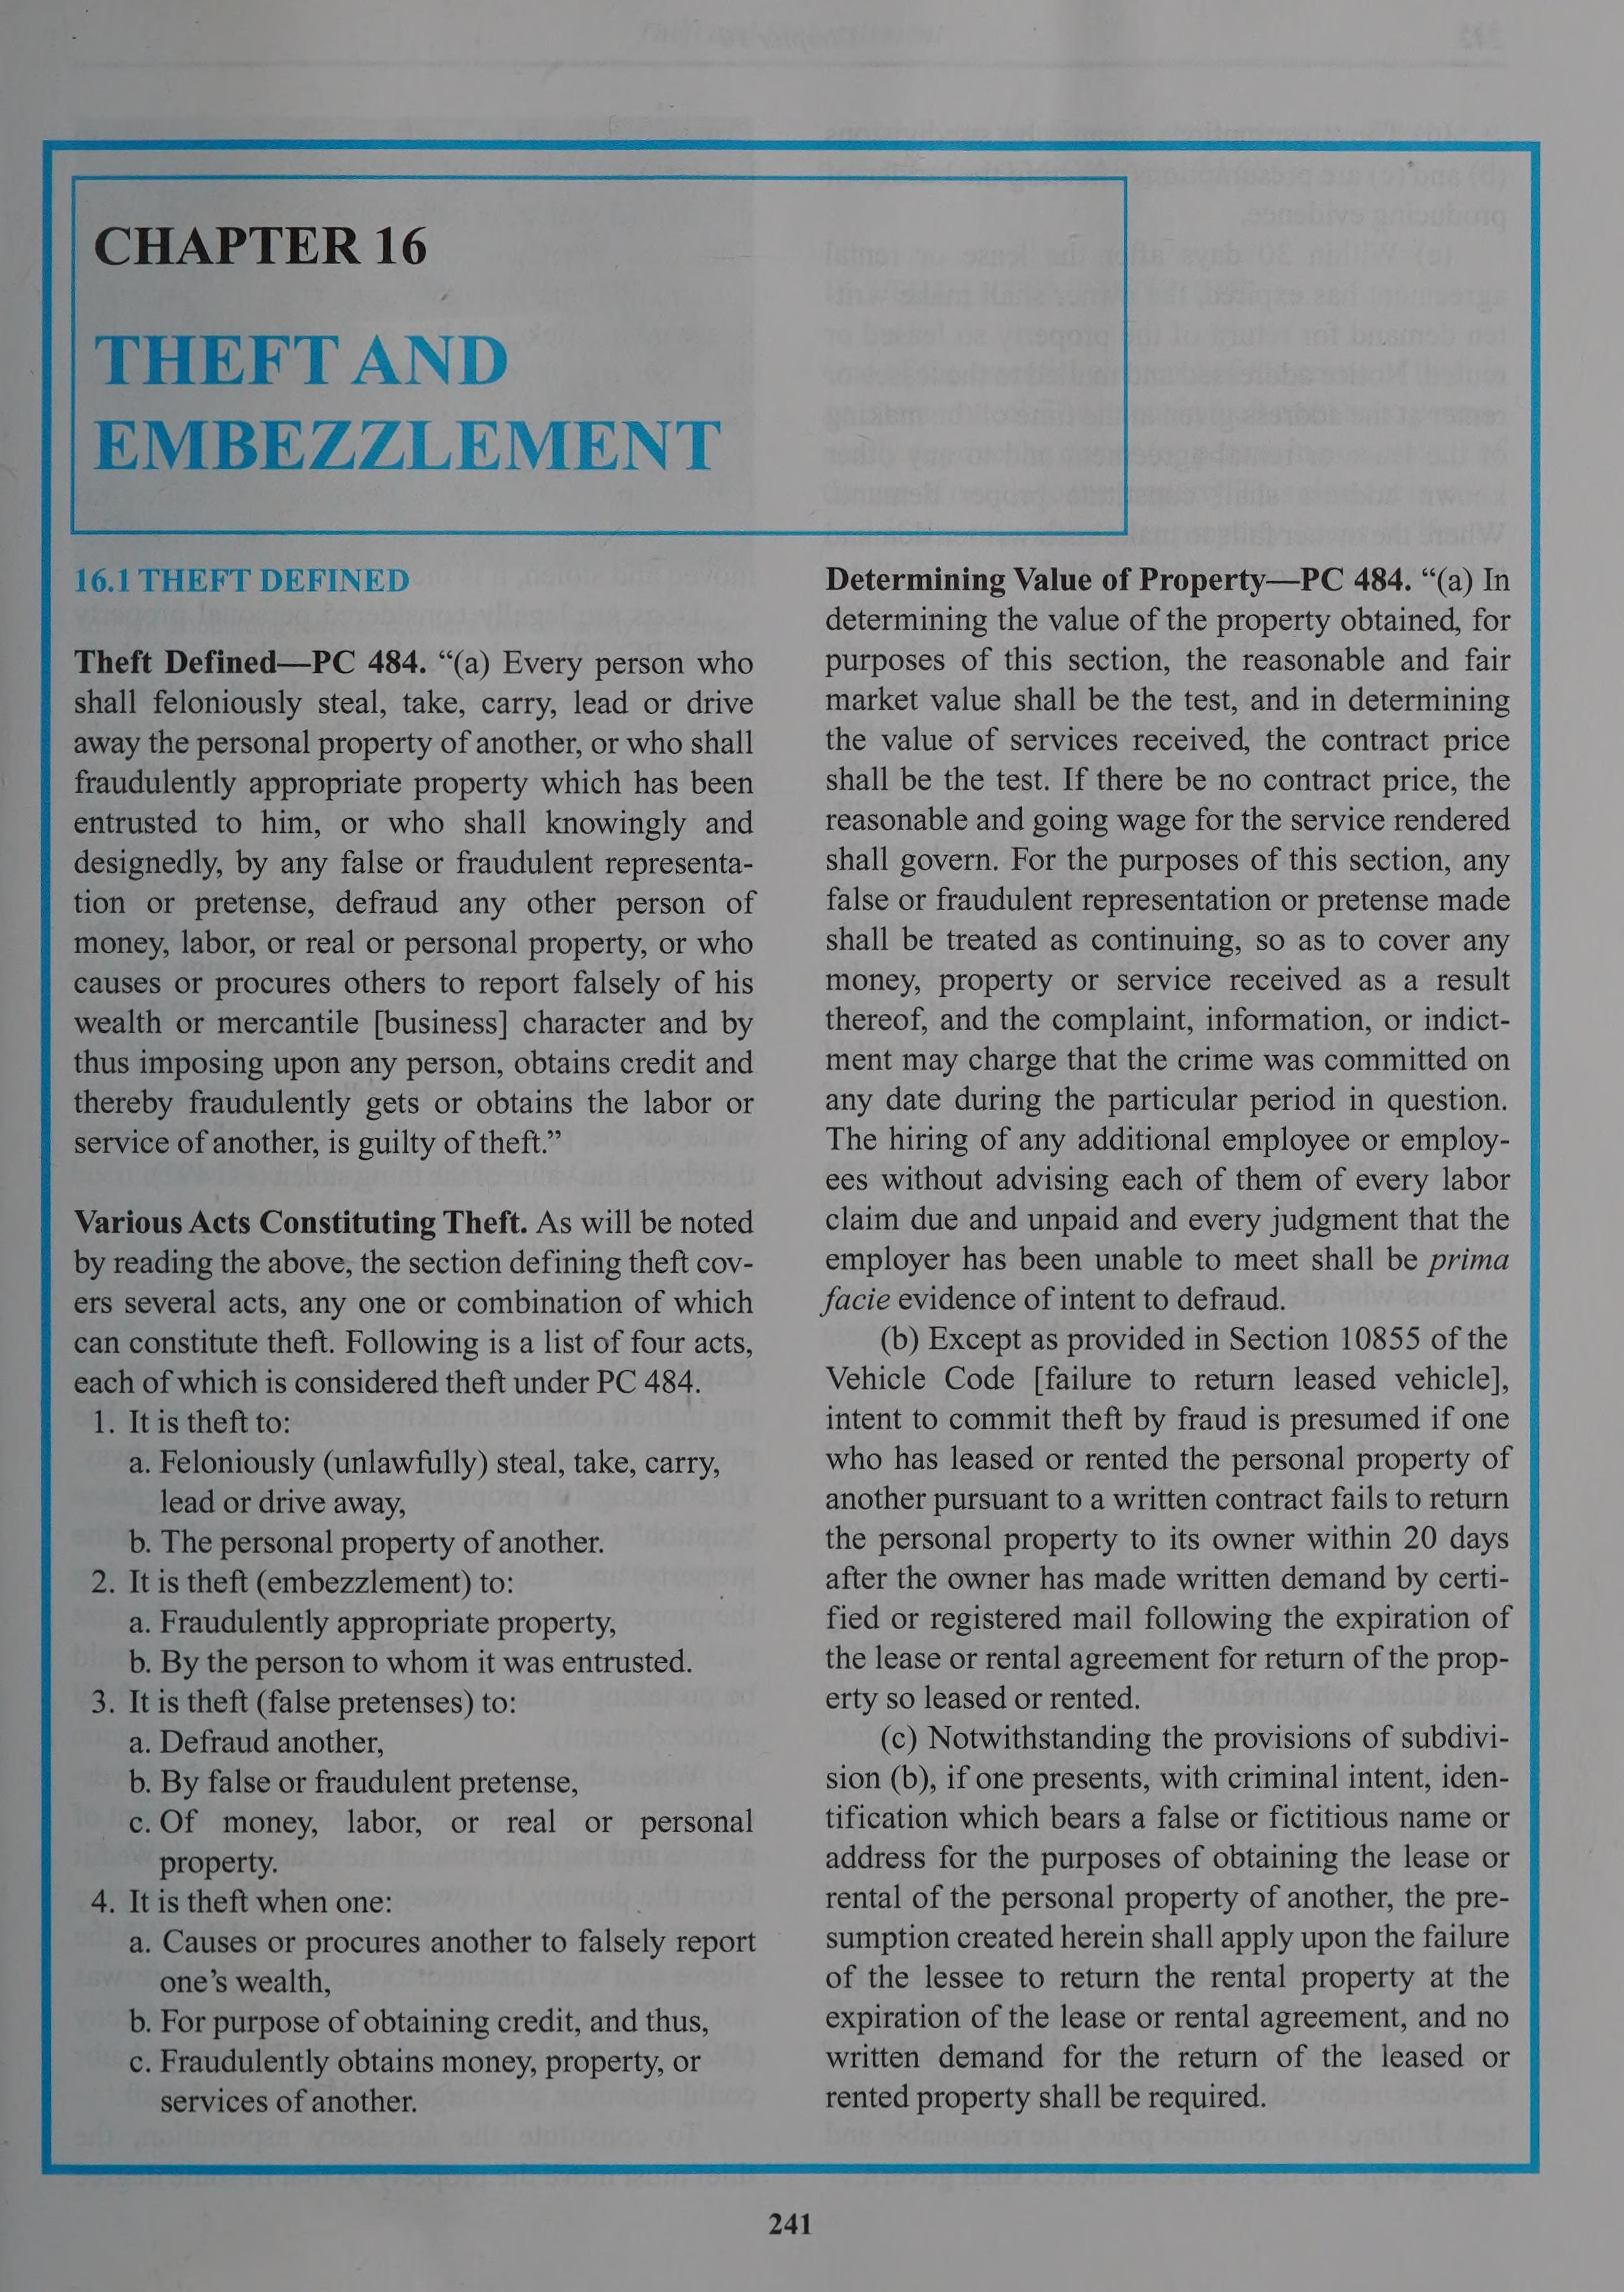 CHAPTER 16
THEFT AND
EMBEZZLEMENT
16.1 THEFT DEFINED
Theft Defined—PC 484. “(a) Every person who
shall feloniously steal, take, carry, lead or drive
away the personal property of another, or who shall
fraudulently appropriate property which has been
entrusted to him, or who shall knowingly and
designedly, by any false or fraudulent representa-
tion or pretense, defraud any other person of
money, labor, or real or personal property, or who
causes or procures others to report falsely of his
wealth or mercantile [business] character and by
thus imposing upon any person, obtains credit and
thereby fraudulently gets or obtains the labor or
service of another, is guilty of theft.”
Various Acts Constituting Theft. As will be noted
by reading the above, the section defining theft cov-
ers several acts, any one or combination of which
can constitute theft. Following is a list of four acts,
each of which is considered theft under PC 484.
1. It is theft to:
a. Feloniously (unlawfully) steal, take, carry,
lead or drive away,
b. The personal property of another.
2. It is theft (embezzlement) to:
a. Fraudulently appropriate property,
b. By the person to whom it was entrusted.
3. It is theft (false pretenses) to:
a. Defraud another,
b. By false or fraudulent pretense,
c. Of money, labor, or real or personal
property.
4. It is theft when one:
a. Causes or procures another to falsely report
one’s wealth,
b. For purpose of obtaining credit, and thus,
c. Fraudulently obtains money, property, or
services of another.
Determining Value of Property—PC 484. “(a) In
determining the value of the property obtained, for
purposes of this section, the reasonable and fair
market value shall be the test, and in determining
the value of services received, the contract price
shall be the test. If there be no contract price, the
reasonable and going wage for the service rendered
shall govern. For the purposes of this section, any
false or fraudulent representation or pretense made
shall be treated as continuing, so as to cover any
money, property or service received as a result
thereof, and the complaint, information, or indict-
ment may charge that the crime was committed on
any date during the particular period in question.
The hiring of any additional employee or employ-
ees without advising each of them of every labor
claim due and unpaid and every judgment that the
employer has been unable to meet shall be prima
facie evidence of intent to defraud.
(b) Except as provided in Section 10855 of the
Vehicle Code [failure to return leased vehicle],
intent to commit theft by fraud is presumed if one
who has leased or rented the personal property of
another pursuant to a written contract fails to return
the personal property to its owner within 20 days
after the owner has made written demand by certi-
fied or registered mail following the expiration of
the lease or rental agreement for return of the prop-
erty so leased or rented.
(c) Notwithstanding the provisions of subdivi-
sion (b), if one presents, with criminal intent, iden-
tification which bears a false or fictitious name or
address for the purposes of obtaining the lease or
rental of the personal property of another, the pre-
sumption created herein shall apply upon the failure
of the lessee to return the rental property at the
expiration of the lease or rental agreement, and no
written demand for the return of the leased or
rented property shall be required.
241